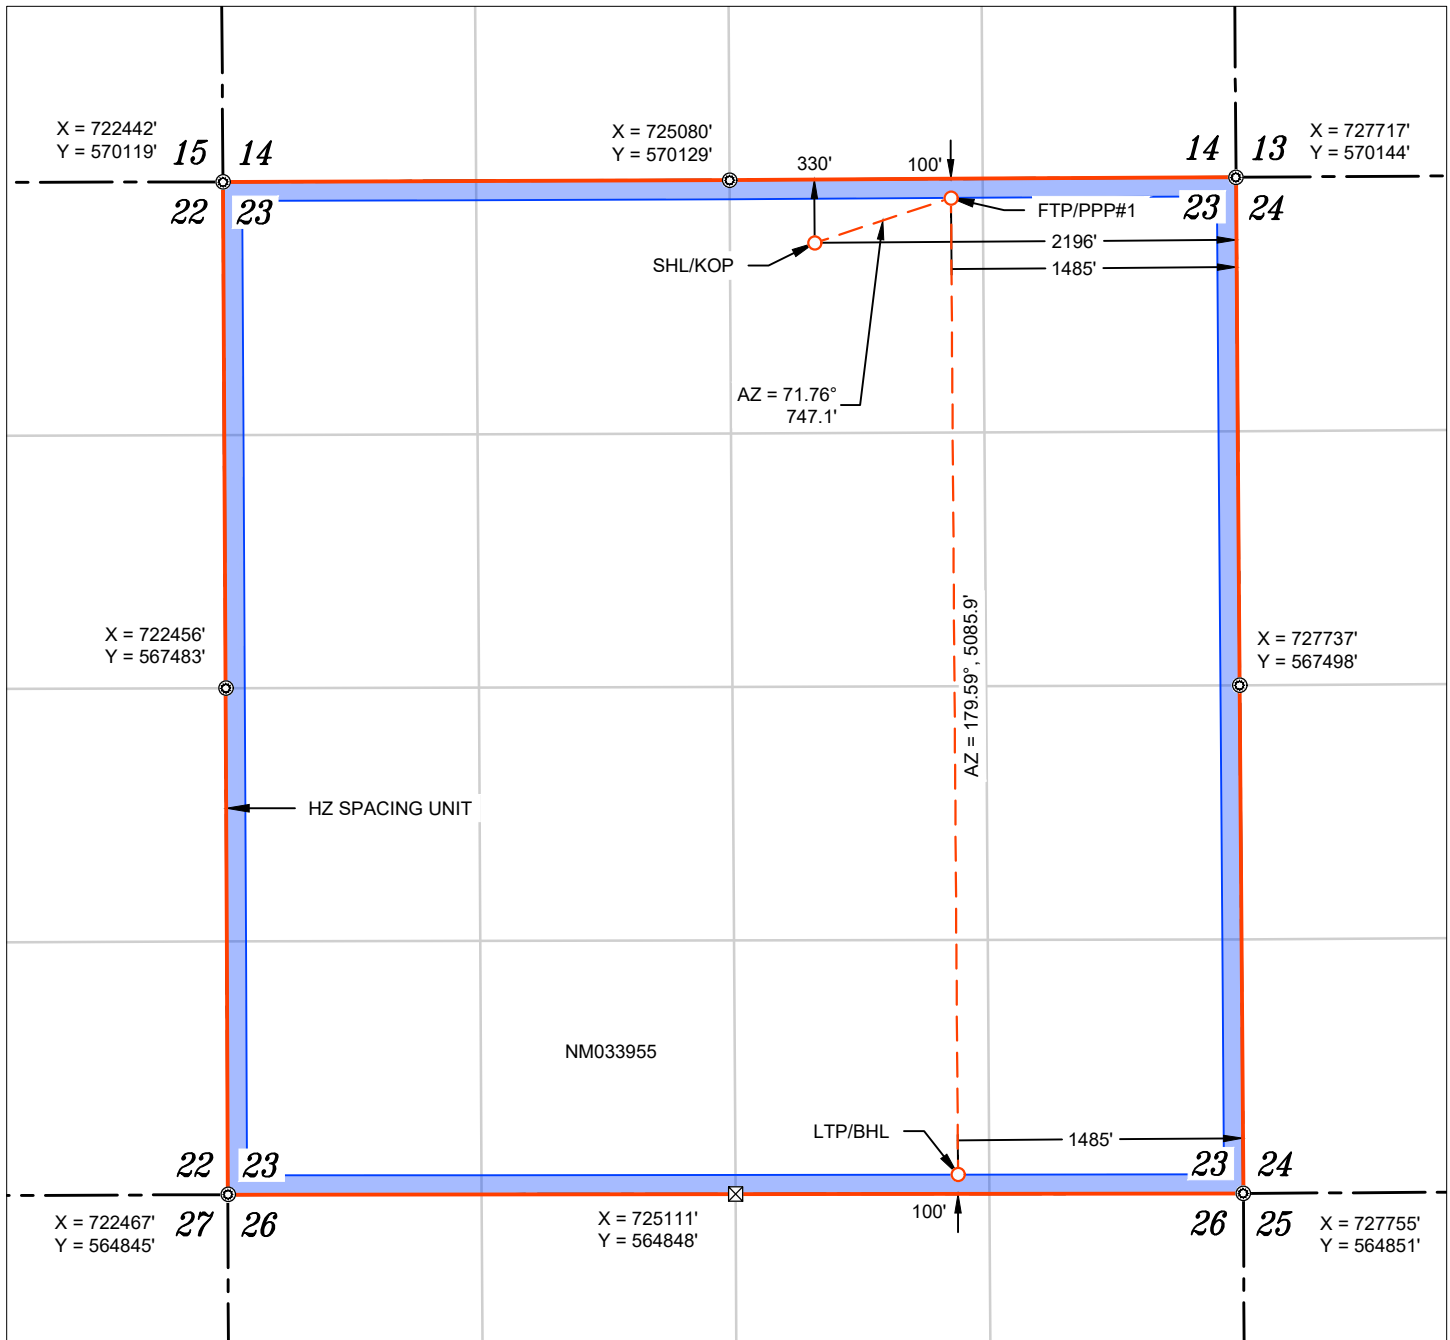 X = 722442'
Y = 570119'
15 14
X = 725080'
Y = 570129'
330'
100'
14 13
X = 727717'
Y = 570144'
22 23
FTP/PPP#1
23 24
SHL/KOP
2196'
1485'
AZ = 71.76°
747.1'
AZ = 179.59°, 5085.9'
X = 722456'
Y = 567483'
X = 727737'
Y = 567498'
HZ SPACING UNIT
NM033955
LTP/BHL
1485'
22 23
23 24
X = 722467'
Y = 564845'
27 26
X = 725111'
Y = 564848'
100'
26 25
X = 727755'
Y = 564851'